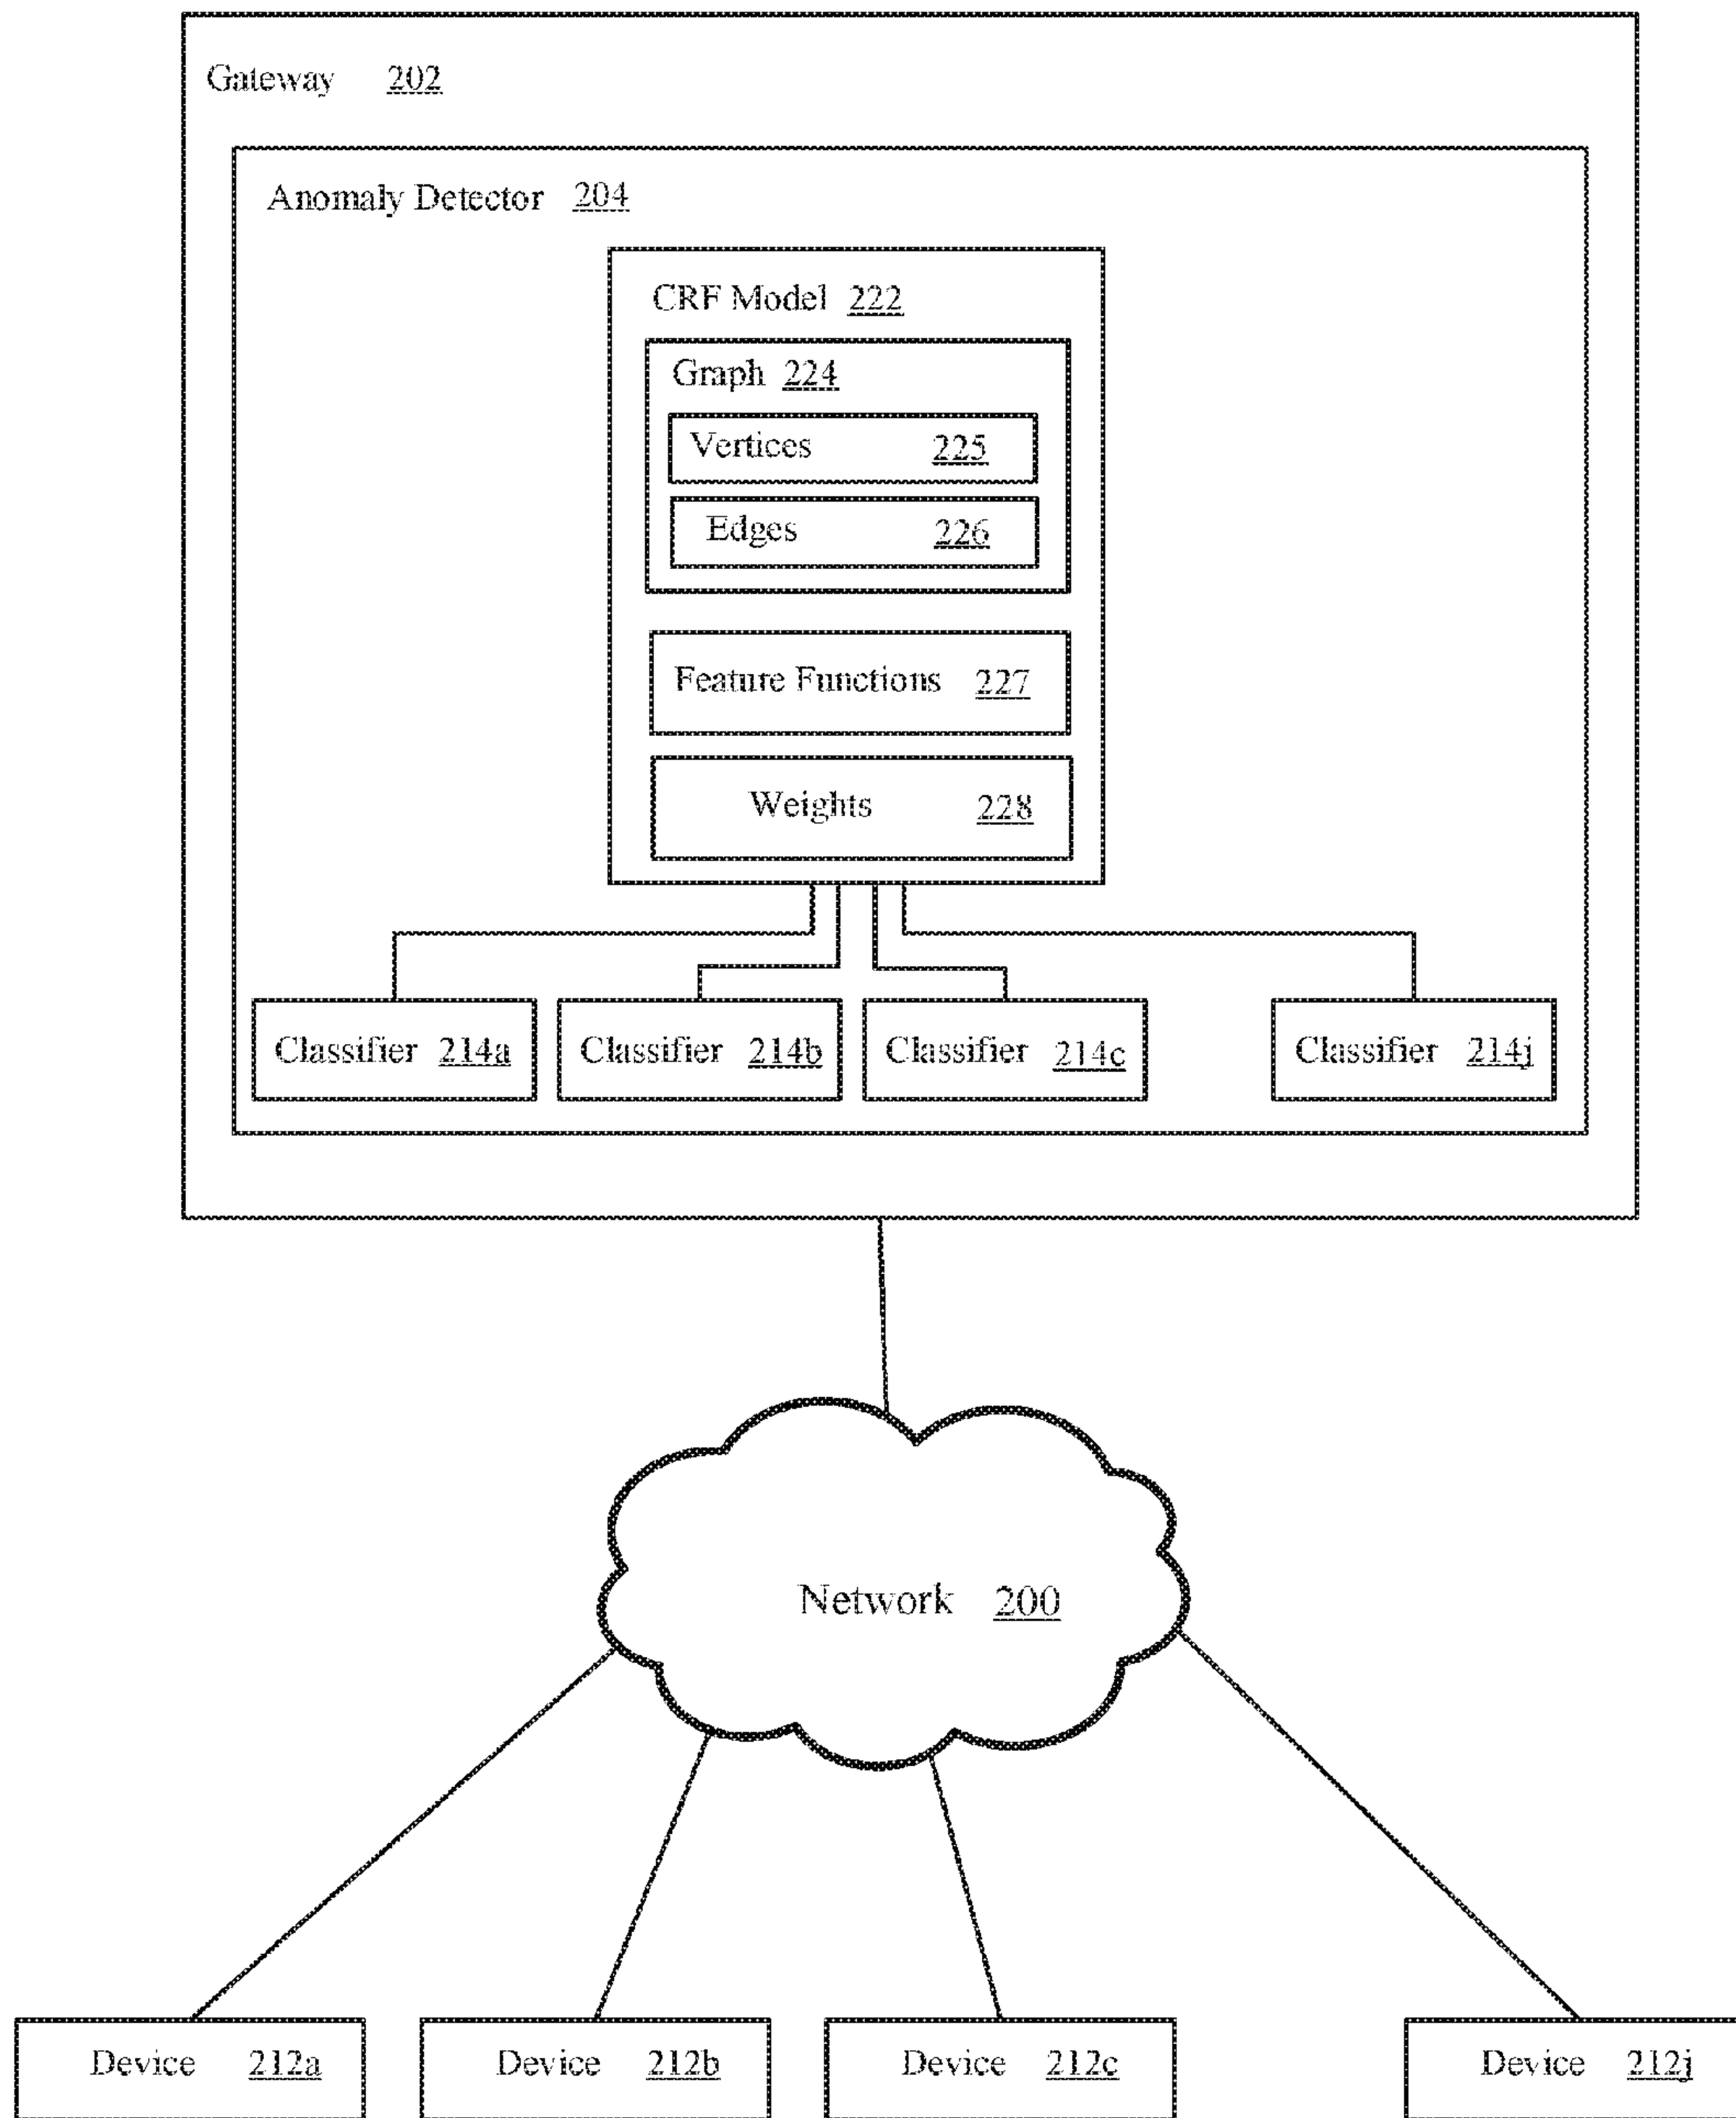 Gateway 202
Anomaly Detector 204
CRF Model 222
Graph 224
Vertices 225
Edges 226
Feature Functions 227
Weights 228
Classifier 214a
Classifier 214b
Classifier 214c
Classifier 214j
Network 200
Device 212a
Device 212b
Device 212c
Device 212j